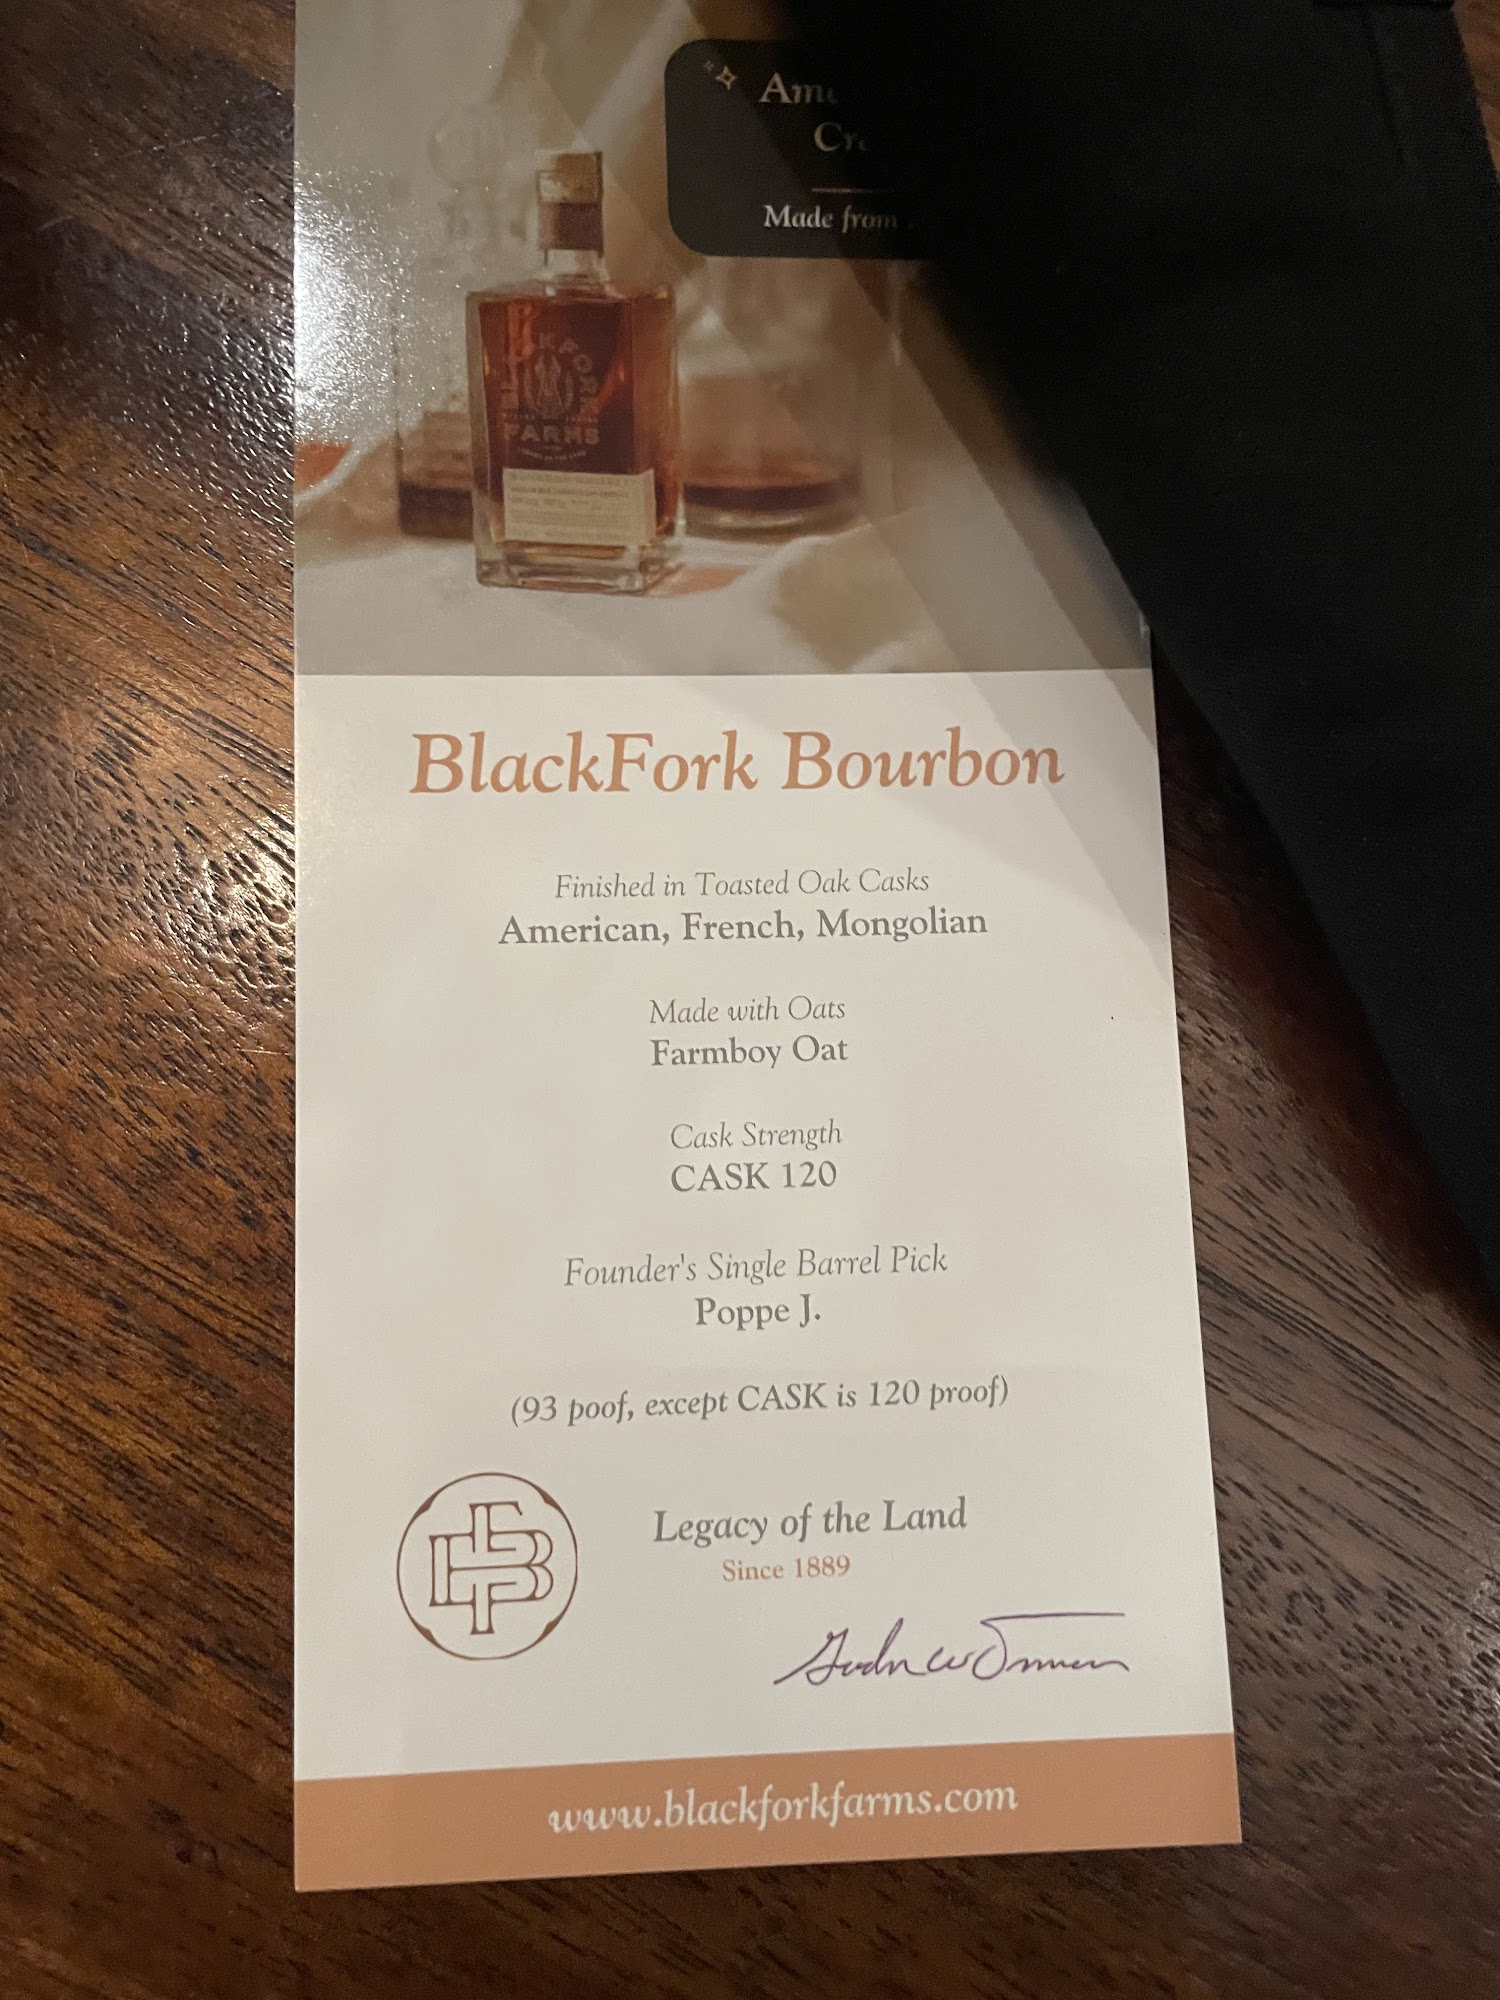 Made from
FARMS
BlackFork Bourbon
Finished in Toasted Oak Casks
American, French, Mongolian
Made with Oats
Farmboy Oat
Cask Strength
CASK 120
Founder's Single Barrel Pick
Poppe J.
(93 poof, except CASK is 120 proof)
Legacy of the Land
Since 1889
www.blackforkfarms.com